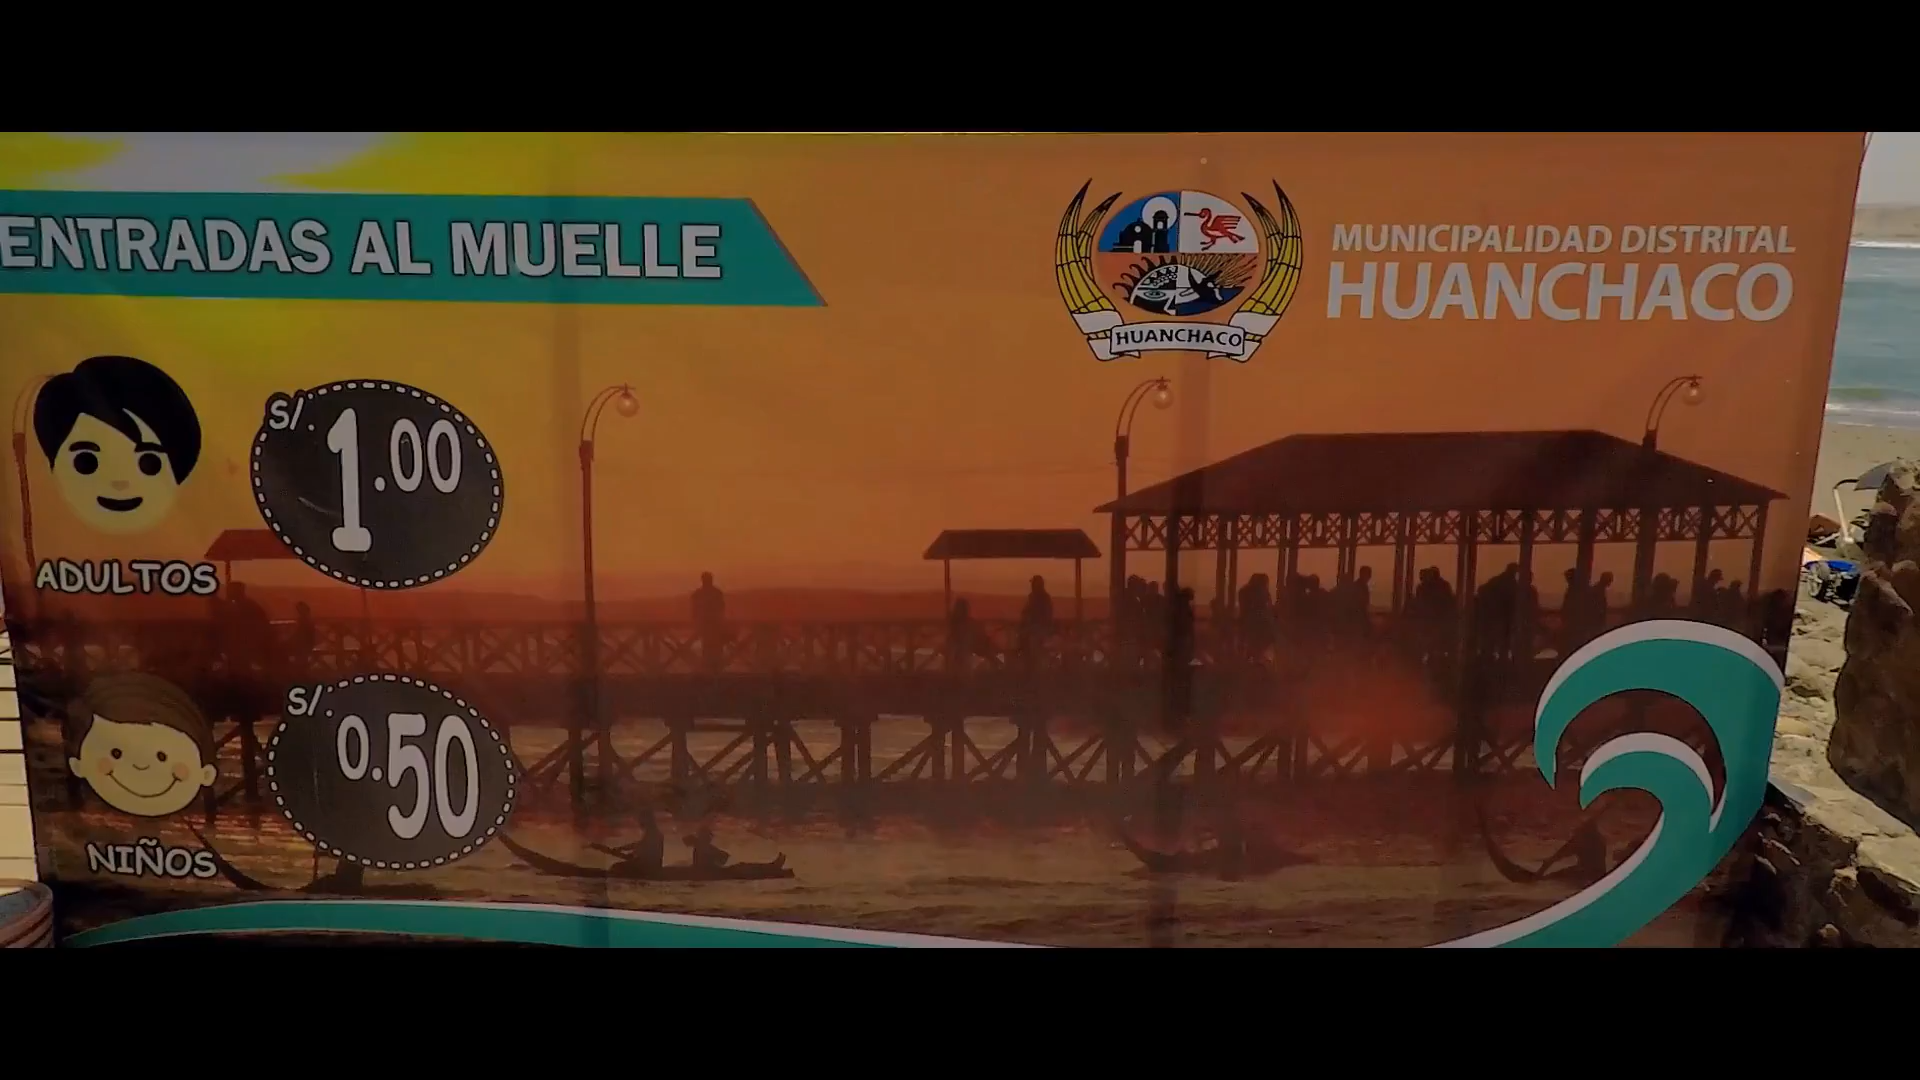 ENTRADAS AL MUELLE
MUNICIPALIDAD DISTRITAL
HUANCHACO
HUANCHACO
S/. 1.00
ADULTOS
S/. 0.50
NIÑOS